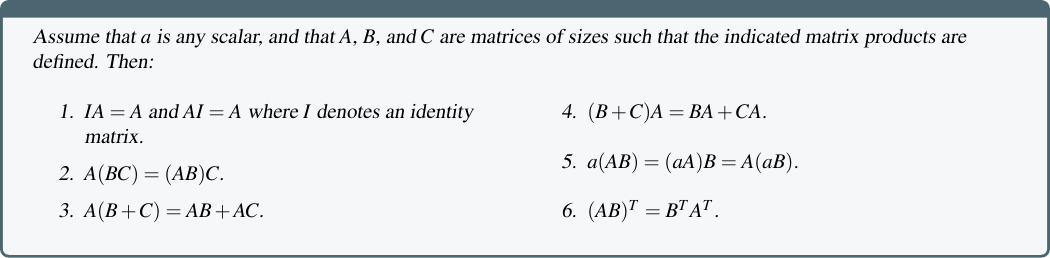 Assume that a is any scalar, and that A, B, and C are matrices of sizes such that the indicated matrix products are
defined. Then:
1. IA = A and AI = A where I denotes an identity
matrix.
2. A(BC) = (AB)C.
3. A(B+C) = AB+AC.
4. (B+C)A = BA+CA.
5. a(AB) = (aA)B = A(aB).
6. (AB)^T = B^T A^T.